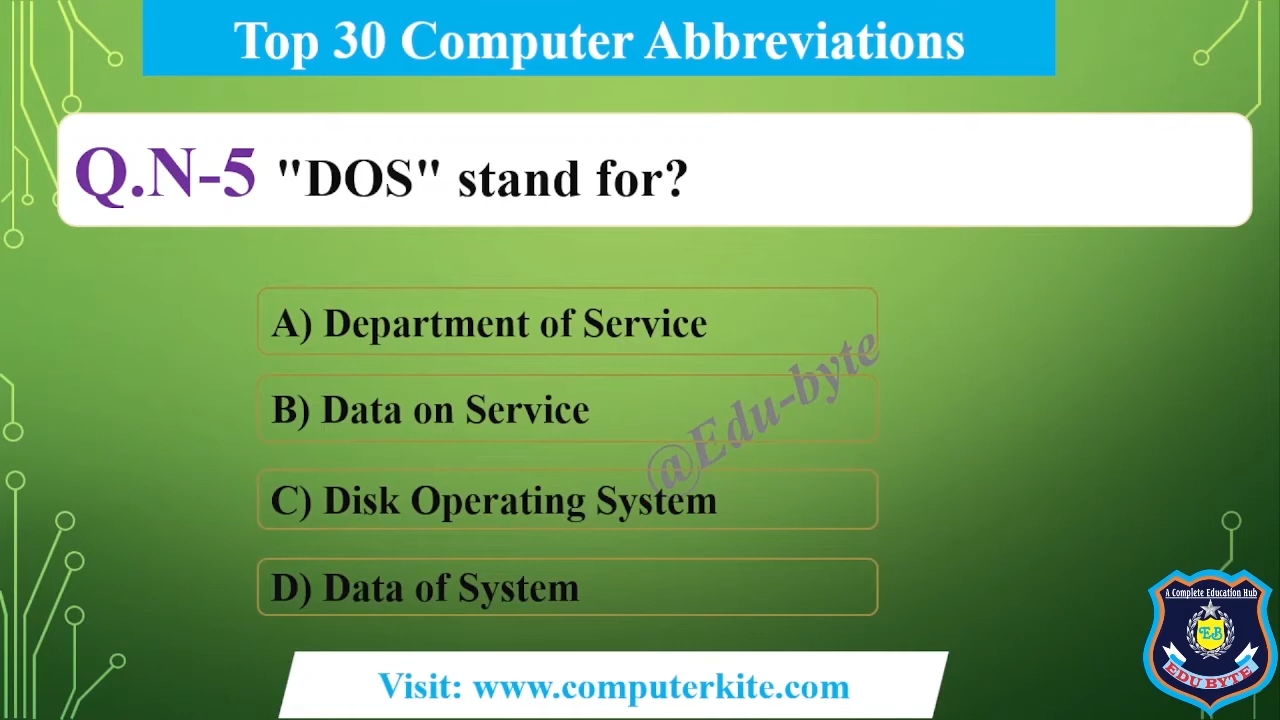 Top 30 Computer Abbreviations
Q.N-5 "DOS" stand for?
A) Department of Service
B) Data on Service
@Edu-byte
C) Disk Operating System
D) Data of System
A Complete Education Hub
EB
EDU BYTE
Visit: www.computerkite.com